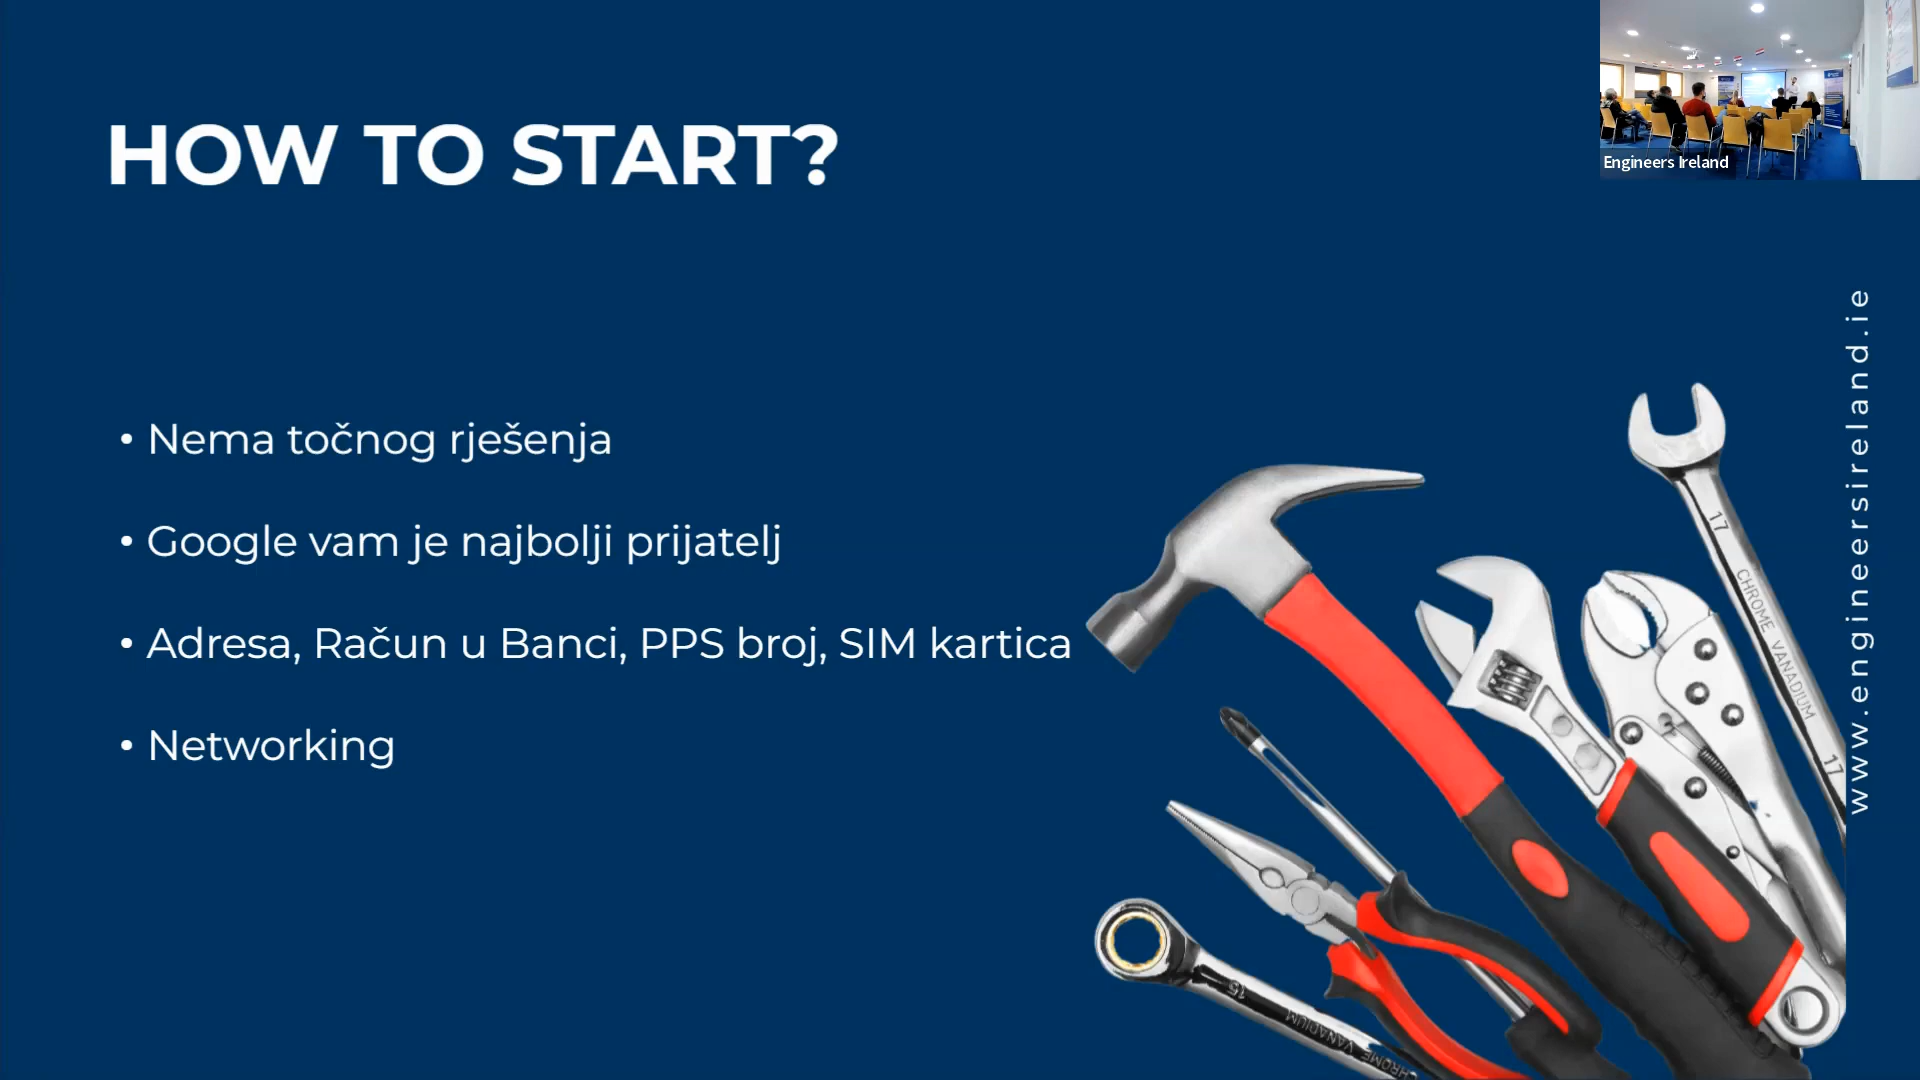 HOW TO START?
Engineers Ireland
• Nema točnog rješenja
• Google vam je najbolji prijatelj
• Adresa, Račun u Banci, PPS broj, SIM kartica
• Networking
www.engineersireland.ie
17
CHROME VANADIUM
17
15
CHROME VANADIUM